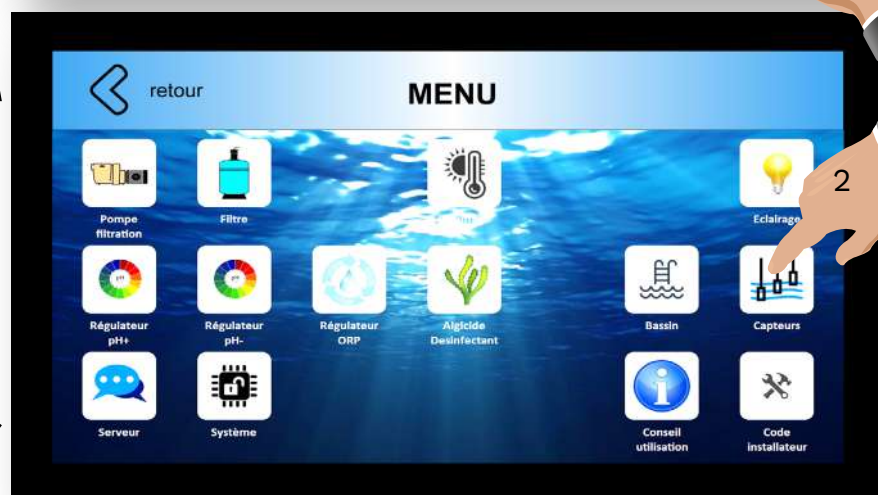 retour
MENU
2
Pompe
filtration
Filtre
Eclairage
Régulateur
pH+
Régulateur
pH-
Régulateur
ORP
Algicide
Desinfectant
Bassin
Capteurs
Serveur
Système
Conseil
utilisation
Code
installateur